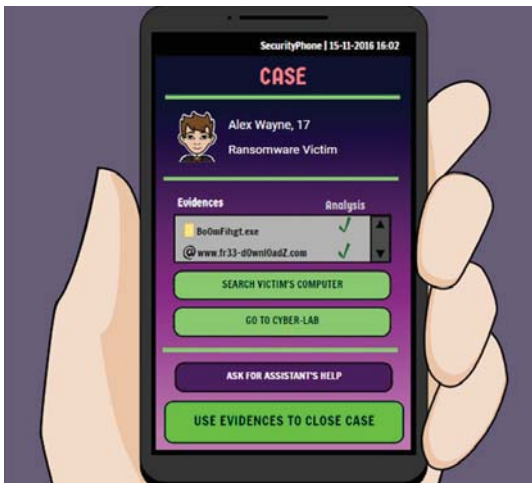 SecurityPhone | 15-11-2016 16:02
CASE
Alex Wayne, 17
Ransomware Victim
Evidences Analysis
Bo0mFihgt.exe
@www.fr33-d0wnl0adZ.com
SEARCH VICTIM'S COMPUTER
GO TO CYBER-LAB
ASK FOR ASSISTANT'S HELP
USE EVIDENCES TO CLOSE CASE